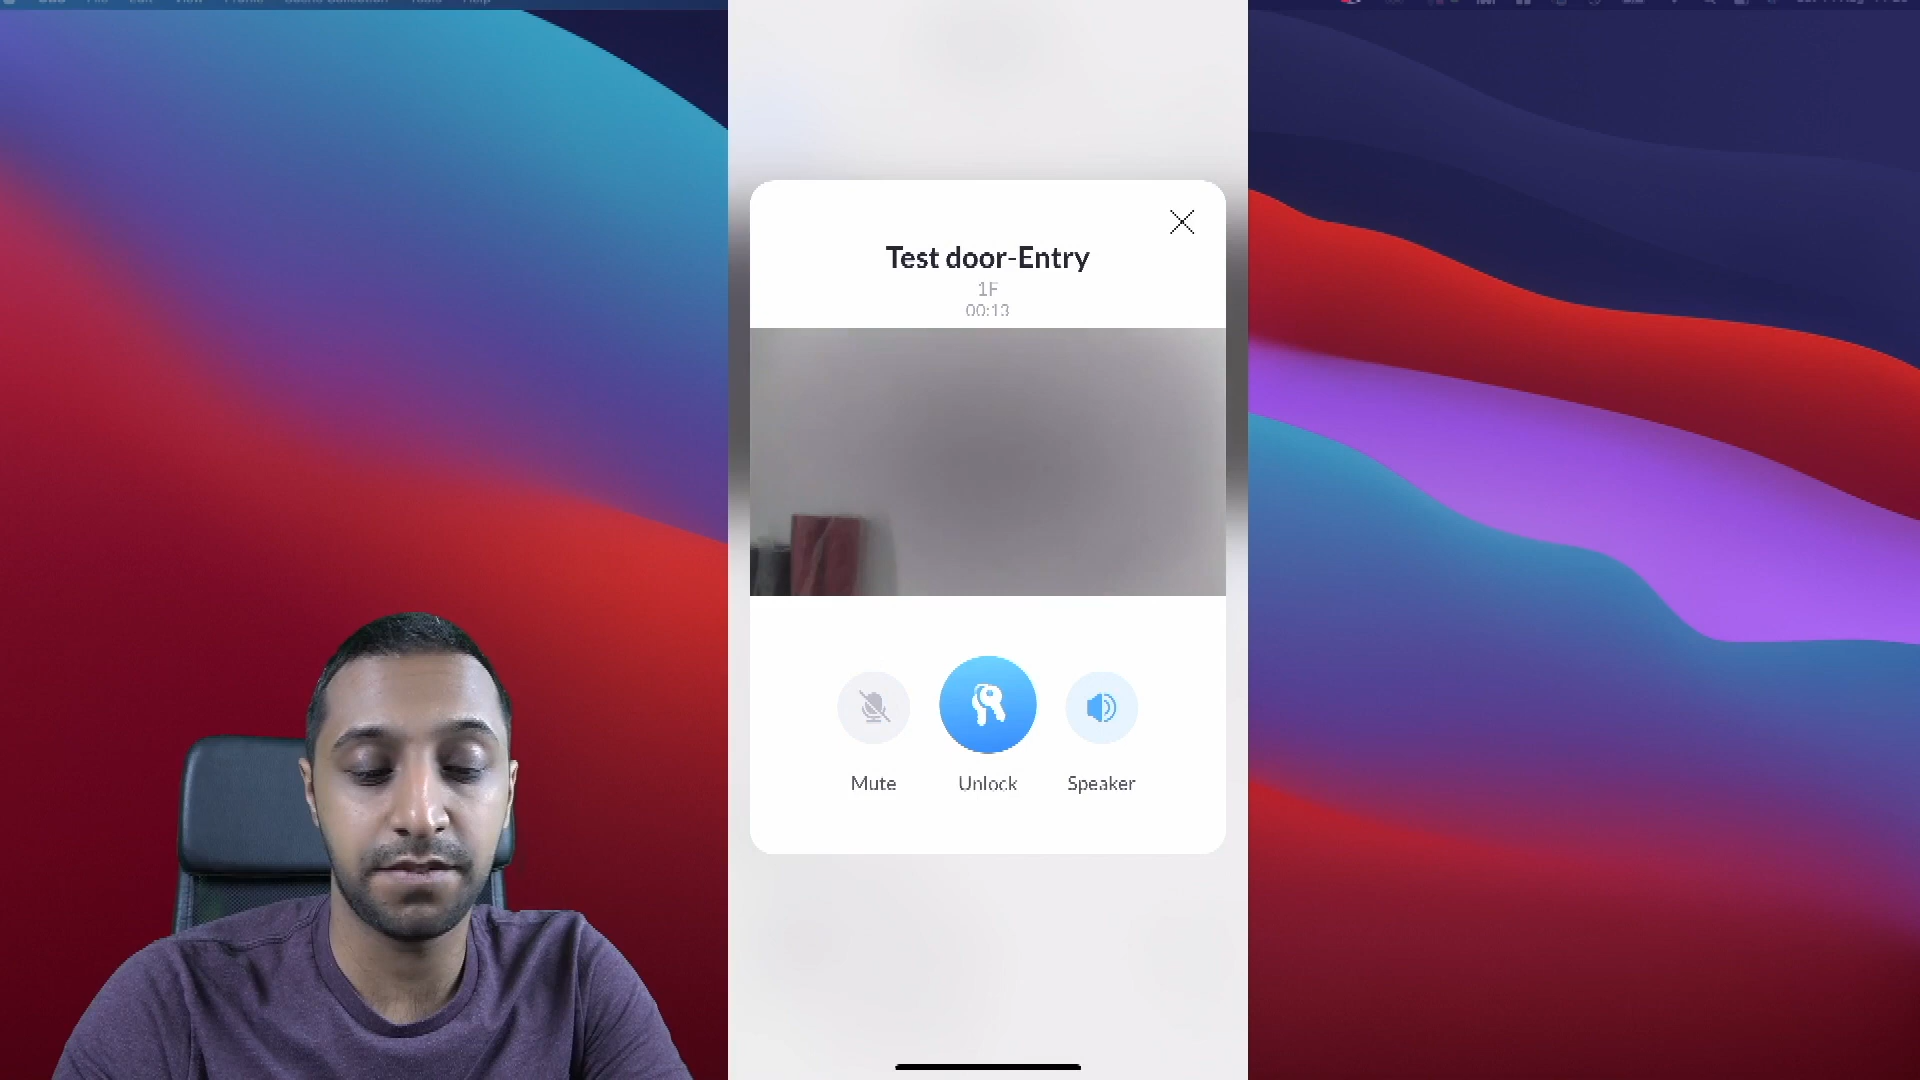 Test door-Entry
1F
00:13
Mute
Unlock
Speaker